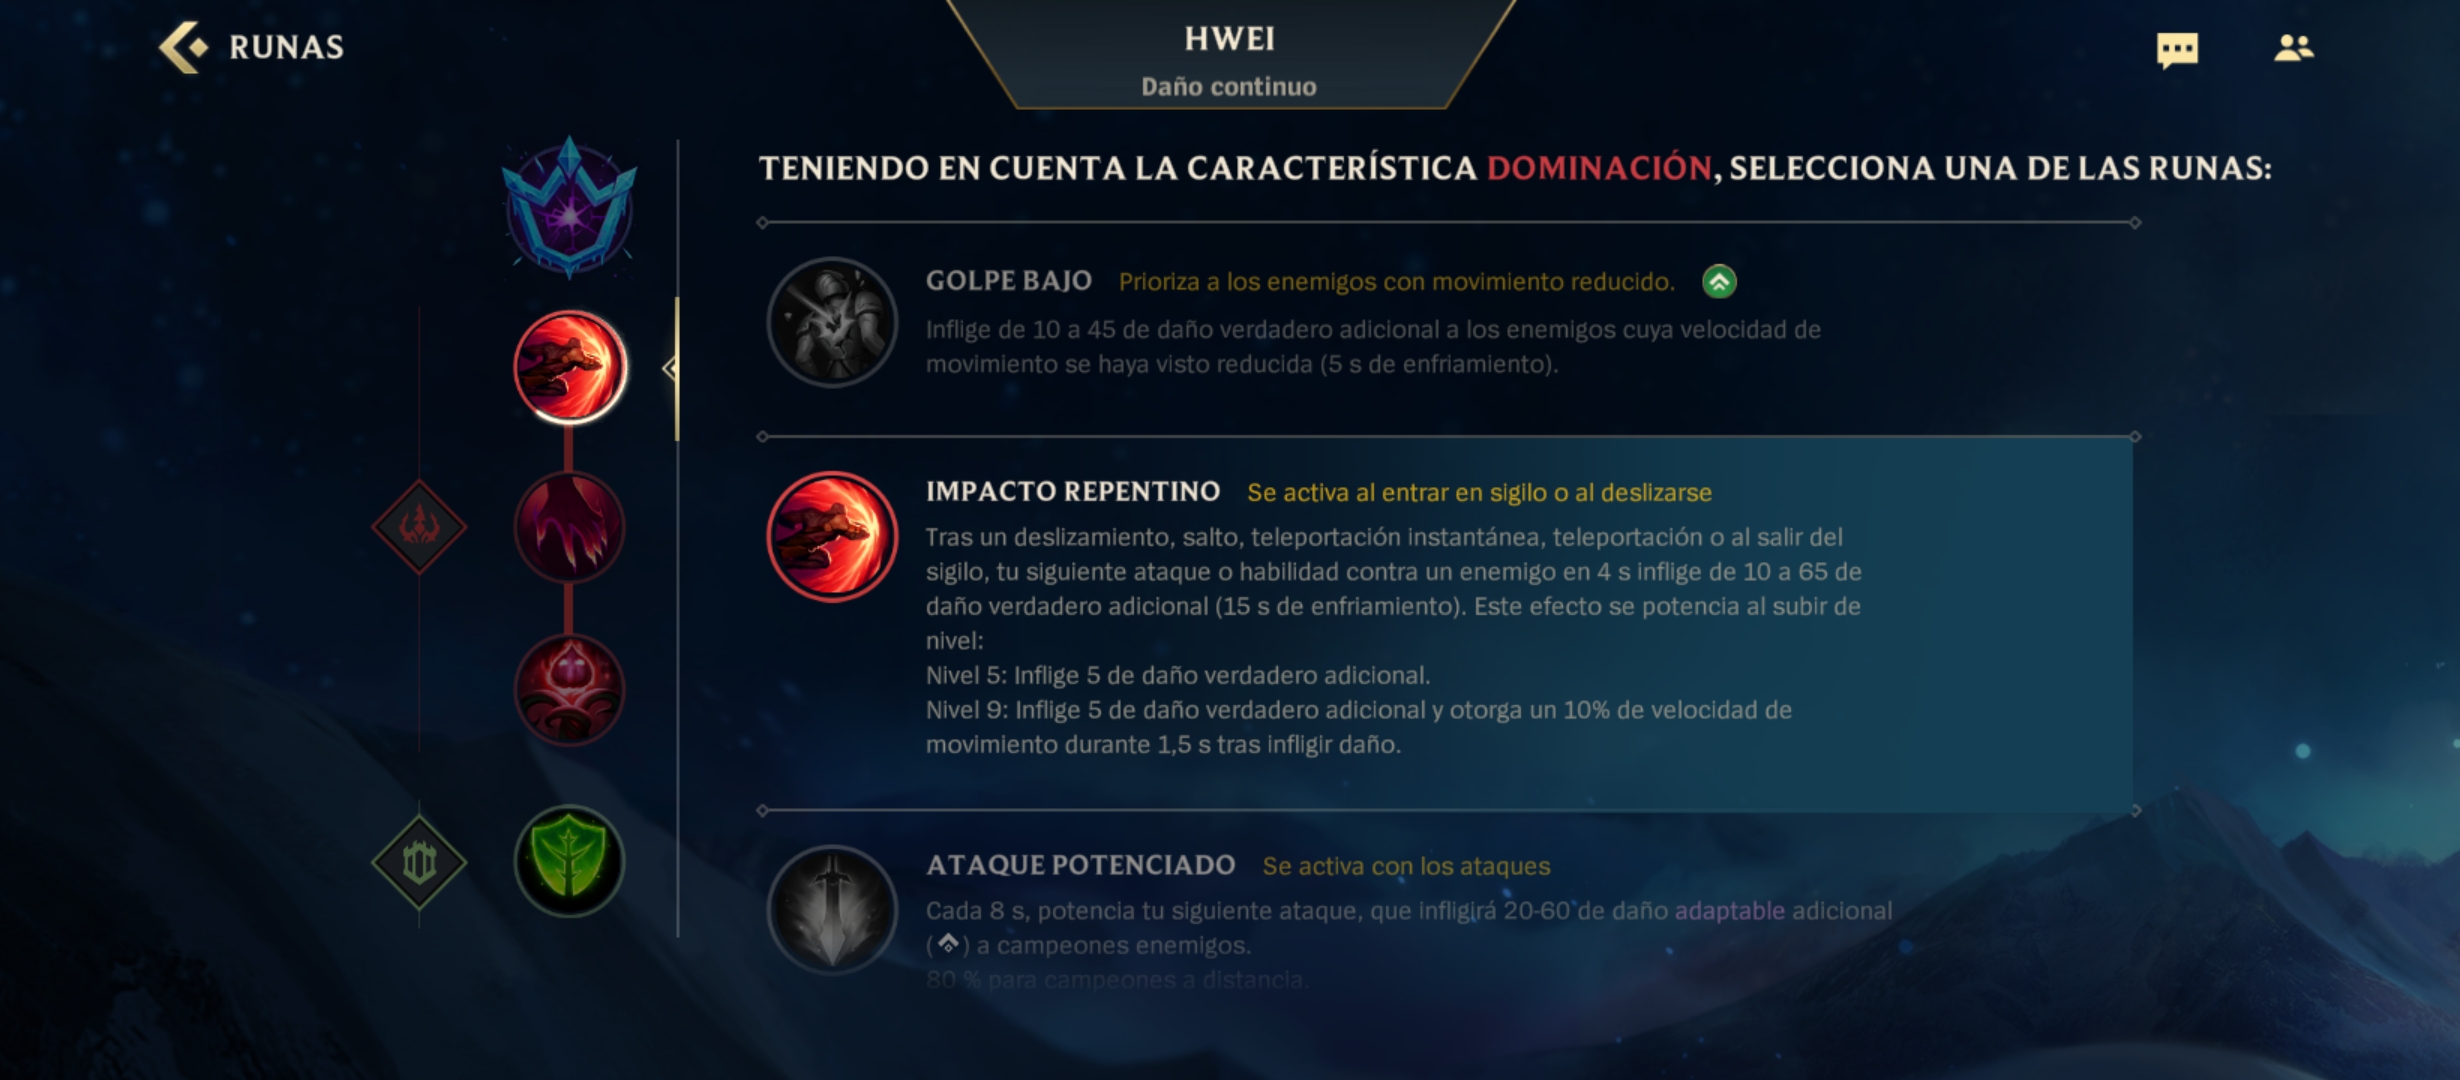 RUNAS
HWEI
Daño continuo
TENIENDO EN CUENTA LA CARACTERÍSTICA DOMINACIÓN, SELECCIONA UNA DE LAS RUNAS:
GOLPE BAJO Prioriza a los enemigos con movimiento reducido.
Inflige de 10 a 45 de daño verdadero adicional a los enemigos cuya velocidad de
movimiento se haya visto reducida (5 s de enfriamiento).
IMPACTO REPENTINO Se activa al entrar en sigilo o al deslizarse
Tras un deslizamiento, salto, teleportación instantánea, teleportación o al salir del
sigilo, tu siguiente ataque o habilidad contra un enemigo en 4 s inflige de 10 a 65 de
daño verdadero adicional (15 s de enfriamiento). Este efecto se potencia al subir de
nivel:
Nivel 5: Inflige 5 de daño verdadero adicional.
Nivel 9: Inflige 5 de daño verdadero adicional y otorga un 10% de velocidad de
movimiento durante 1,5 s tras infligir daño.
ATAQUE POTENCIADO Se activa con los ataques
Cada 8 s, potencia tu siguiente ataque, que infligirá 20-60 de daño adaptable adicional
( ) a campeones enemigos.
80 % para campeones a distancia.